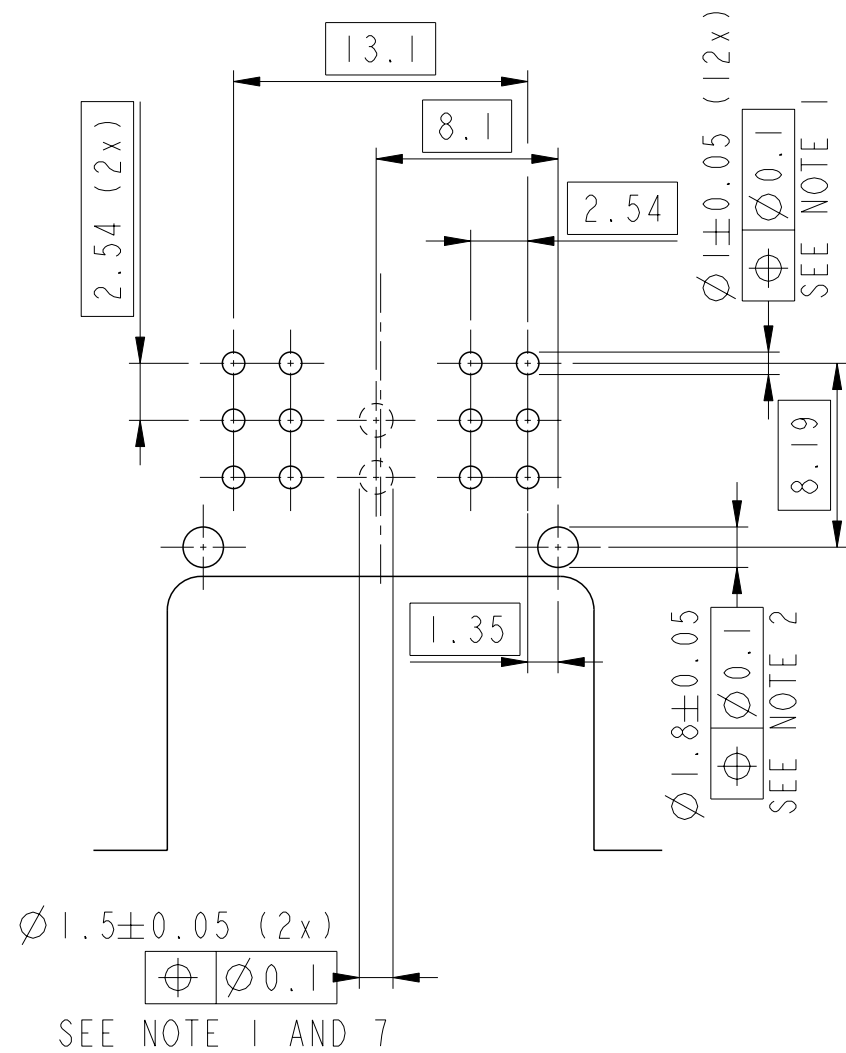 13.1
8.1
2.54
2.54 (2x)
Ø1±0.05 (12x)
⌖ Ø0.1
SEE NOTE 1
8.19
1.35
Ø1.8±0.05
⌖ Ø0.1
SEE NOTE 2
Ø1.5±0.05 (2x)
⌖ Ø0.1
SEE NOTE 1 AND 7